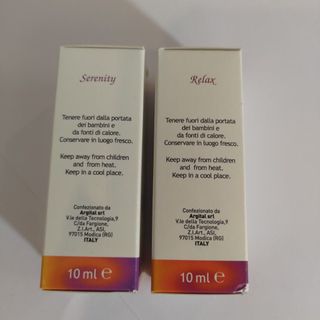 Serenity
Tenere fuori dalla portata
dei bambini e
da fonti di calore.
Conservare in luogo fresco.
Keep away from children
and from heat.
Keep in a cool place.
Confezionato da
Argital.srl
V.le della Tecnologia,9
C/da Fargione,
Z.I.Art., ASI,
97015 Modica (RG)
ITALY
10 ml e
Relax
Tenere fuori dalla portata
dei bambini e
da fonti di calore.
Conservare in luogo fresco.
Keep away from children
and from heat.
Keep in a cool place.
Confezionato da
Argital.srl
V.le della Tecnologia,9
C/da Fargione,
Z.I.Art., ASI,
97015 Modica (RG)
ITALY
10 ml e